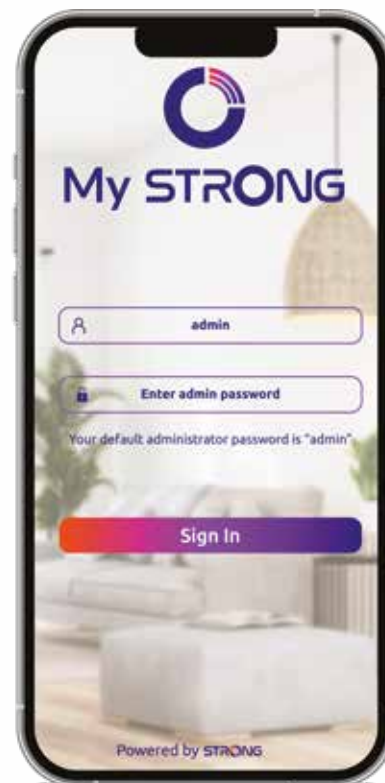 My STRONG
admin
Enter admin password
Your default administrator password is "admin".
Sign In
Powered by STRONG